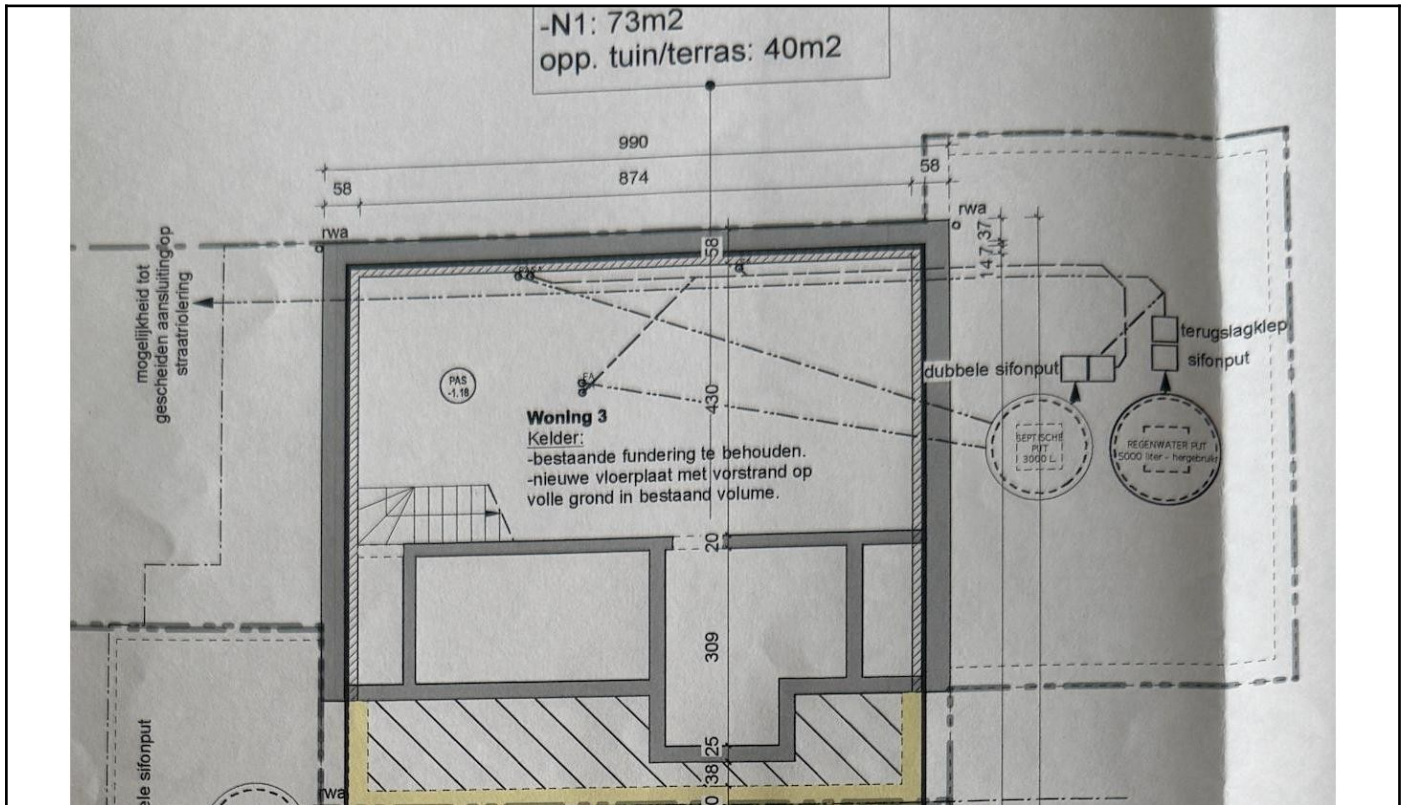 -N1: 73m2
opp. tuin/terras: 40m2
990
58
874
58
rwa
rwa
58
37
14
7
mogelijkheid tot
gescheiden aansluiting op
straatriolering
terugslagklep
sifonput
dubbele sifonput
PAS
-1.18
430
Woning 3
Kelder:
-bestaande fundering te behouden.
-nieuwe vloerplaat met vorstrand op
volle grond in bestaand volume.
SEPTISCHE
PUT
3000 L
REGENWATER PUT
5000 liter - hergebruik
20
309
25
38
rwa
sifonput